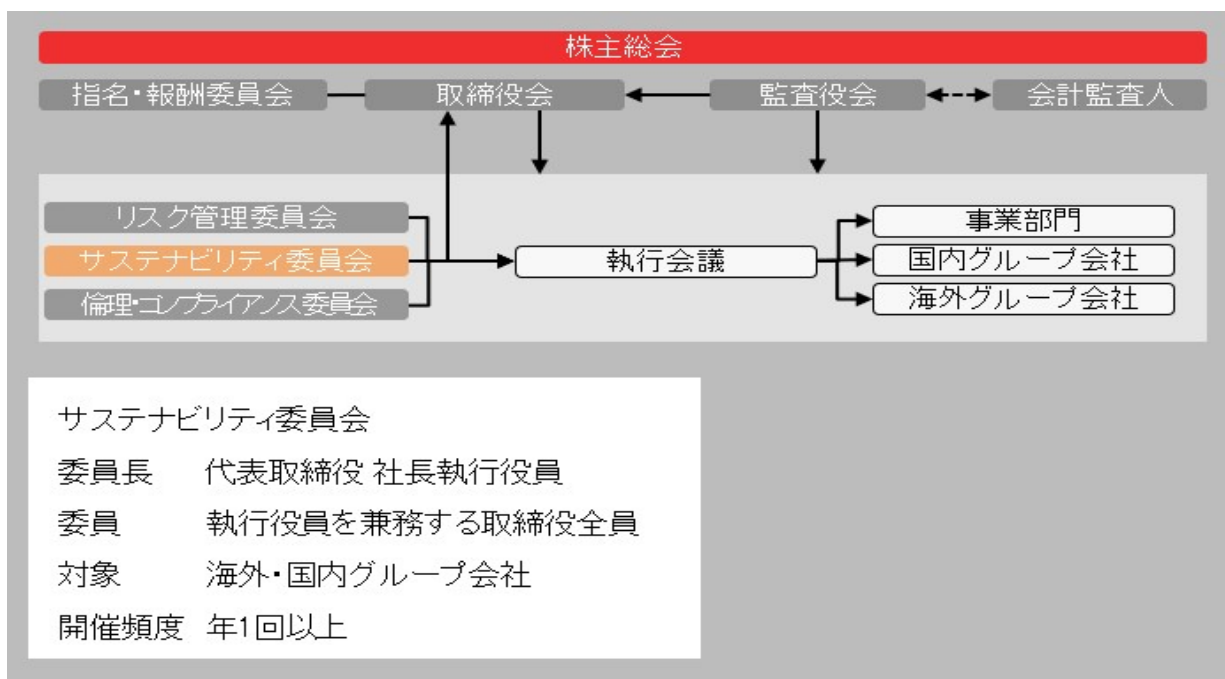 株主総会
指名・報酬委員会 取締役会 監査役会 会計監査人
リスク管理委員会
サステナビリティ委員会
倫理・コンプライアンス委員会
執行会議
事業部門
国内グループ会社
海外グループ会社
サステナビリティ委員会
委員長 代表取締役 社長執行役員
委員 執行役員を兼務する取締役全員
対象 海外・国内グループ会社
開催頻度 年1回以上